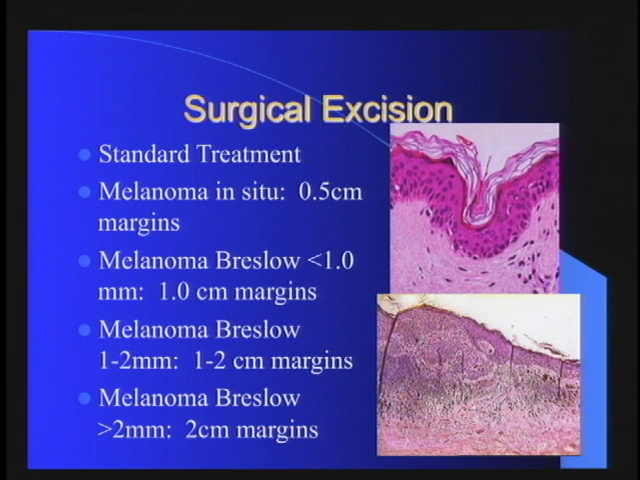 Surgical Excision
Standard Treatment
Melanoma in situ:  0.5cm
margins
Melanoma Breslow <1.0
mm:  1.0 cm margins
Melanoma Breslow
1-2mm:  1-2 cm margins
Melanoma Breslow
>2mm:  2cm margins